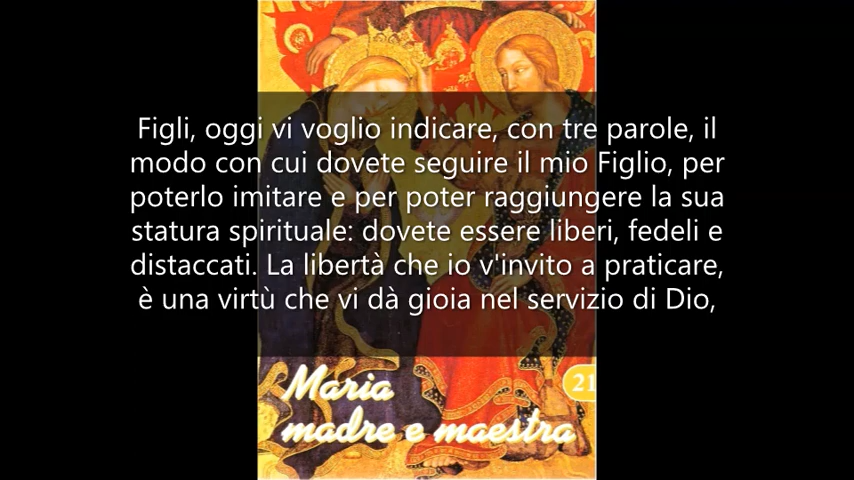 Figli, oggi vi voglio indicare, con tre parole, il
modo con cui dovete seguire il mio Figlio, per
poterlo imitare e per poter raggiungere la sua
statura spirituale: dovete essere liberi, fedeli e
distaccati. La libertà che io v'invito a praticare,
è una virtù che vi dà gioia nel servizio di Dio,
Maria
21
madre e maestra